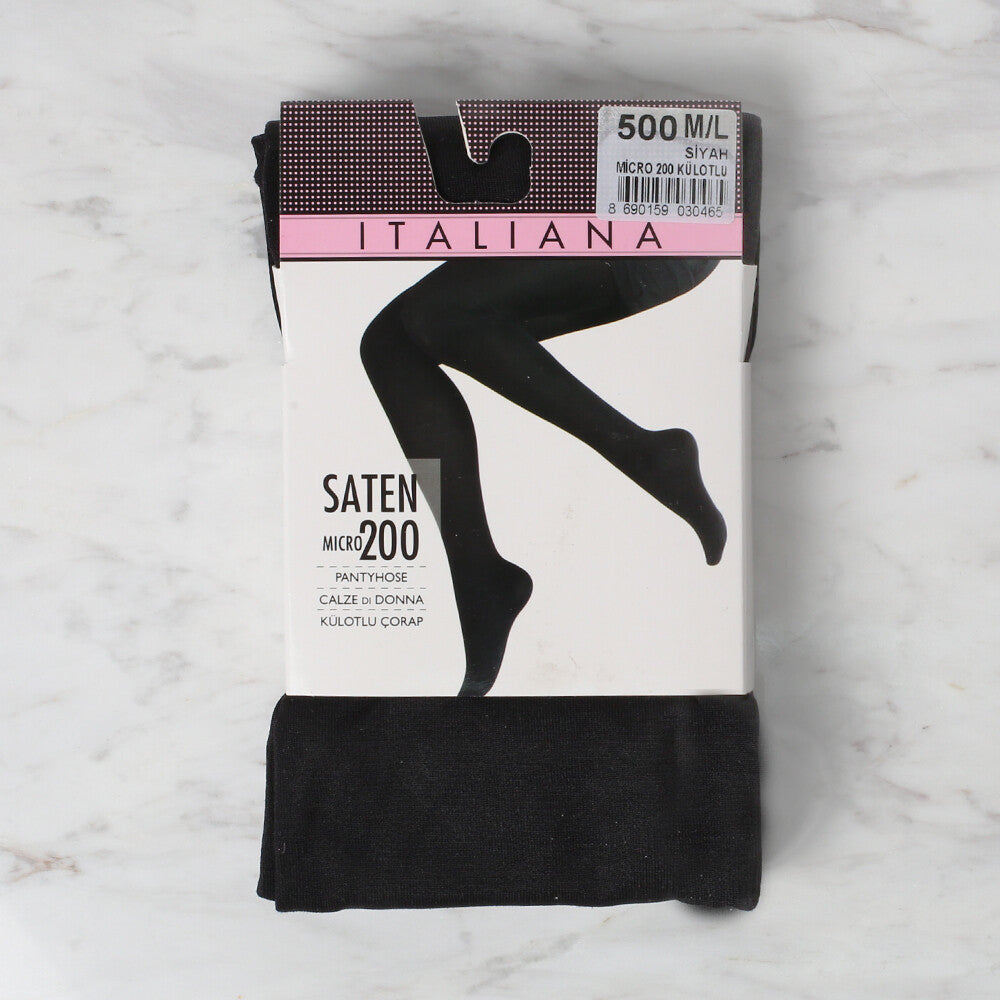 500 M/L
SİYAH
MİCRO 200 KÜLOTLU
8 690159 030465
ITALIANA
SATEN
MICRO 200
PANTYHOSE
CALZE DI DONNA
KÜLOTLU ÇORAP